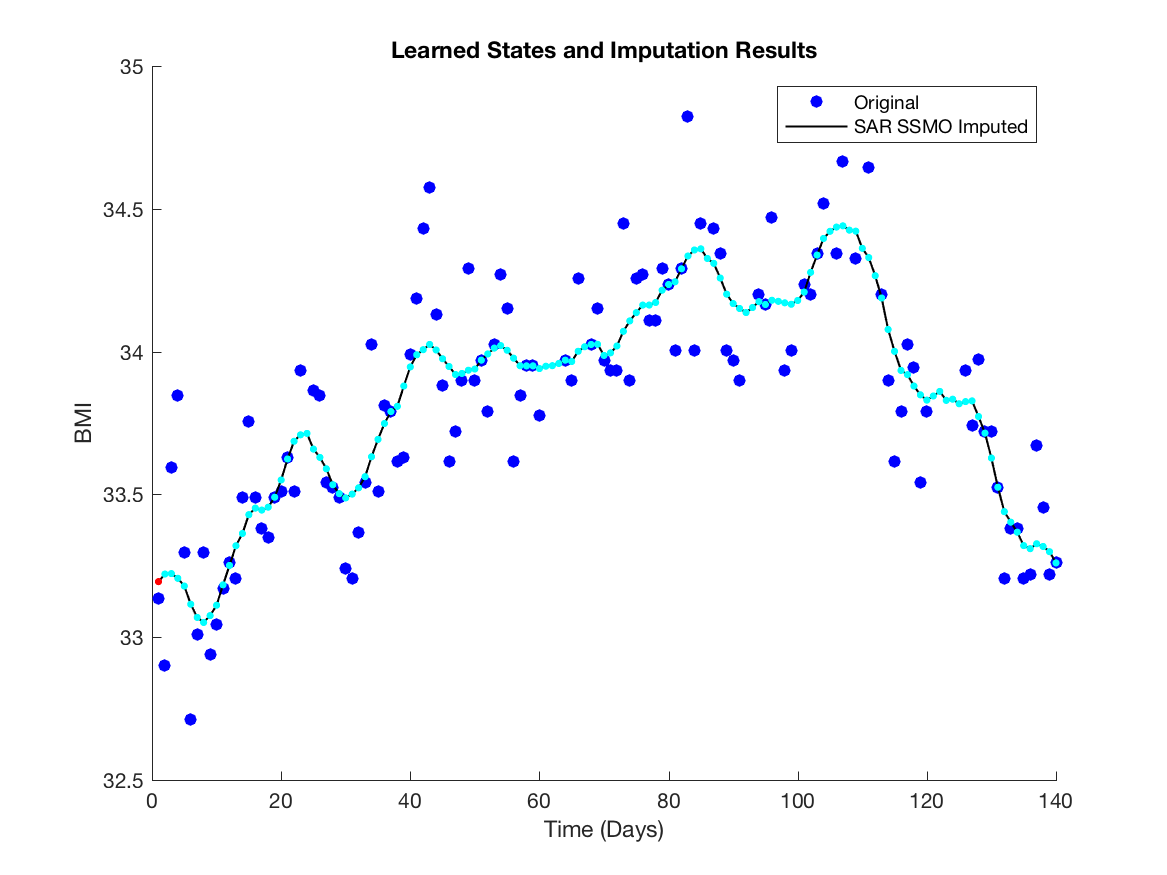 Learned States and Imputation Results
35
34.5
34
33.5
33
32.5
BMI
Original
SAR SSMO Imputed
0 20 40 60 80 100 120 140
Time (Days)